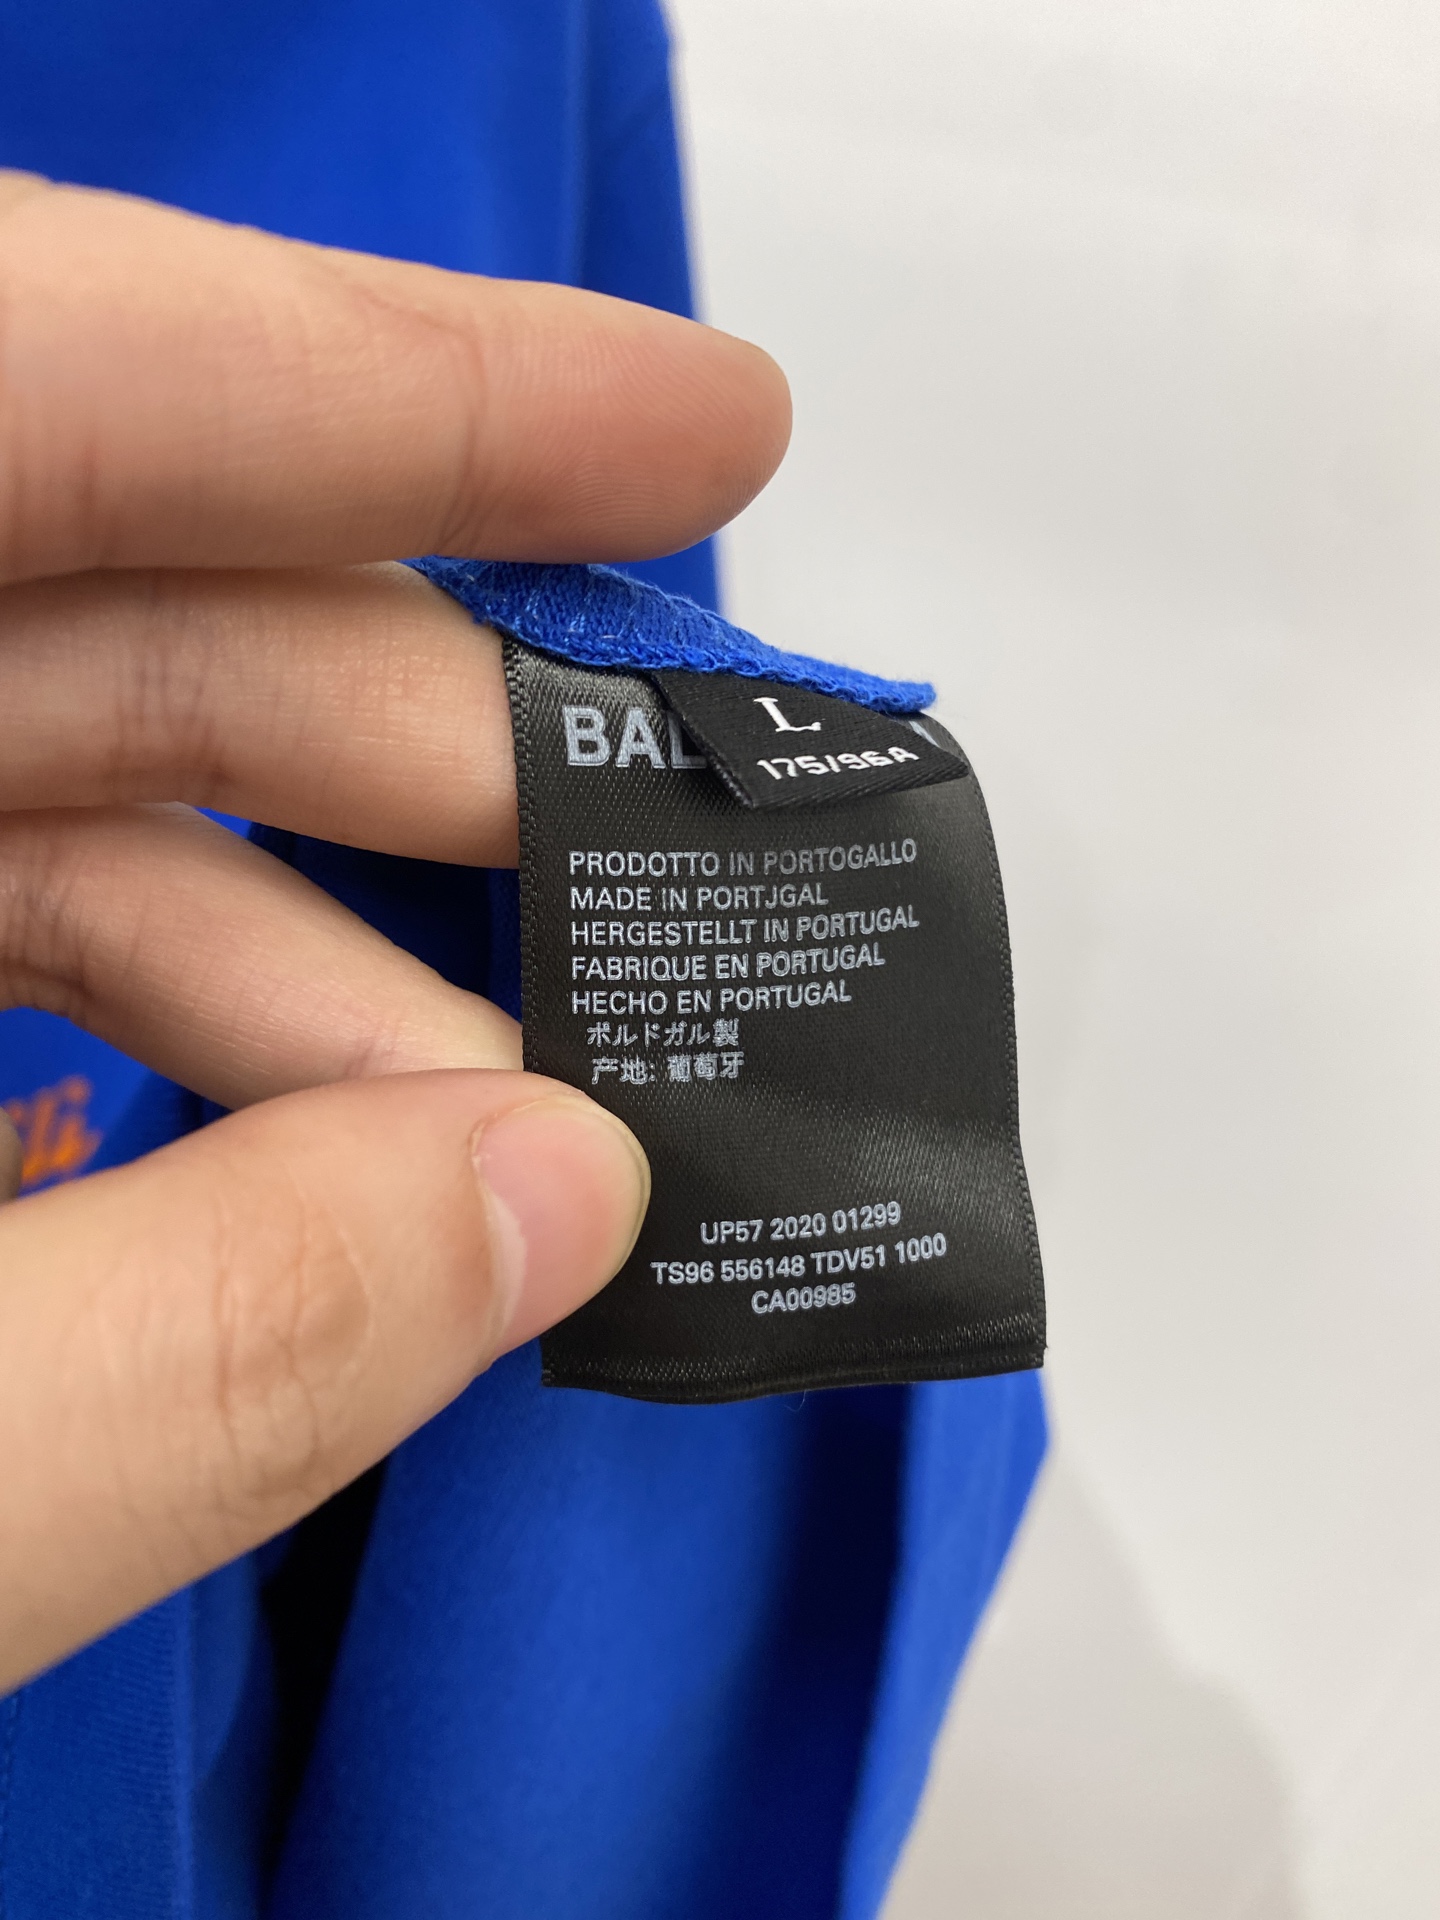 BAL
L
175/96A
PRODOTTO IN PORTOGALLO
MADE IN PORTJGAL
HERGESTELLT IN PORTUGAL
FABRIQUE EN PORTUGAL
HECHO EN PORTUGAL
ポルドガル製
产地: 葡萄牙
UP57 2020 01299
TS96 556148 TDV51 1000
CA00985